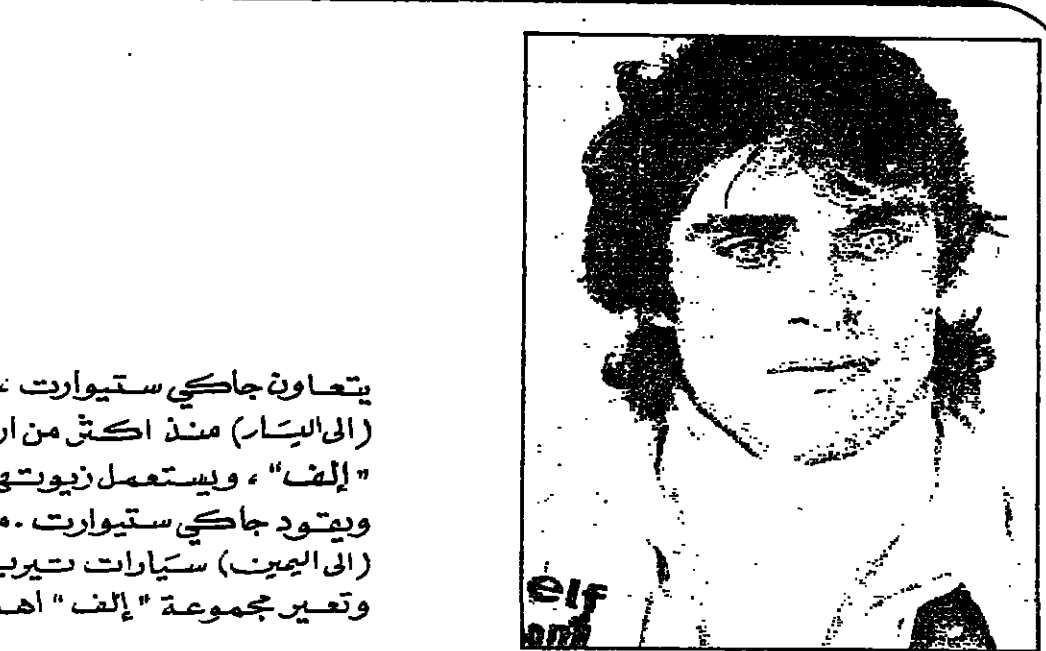 يتعاون جاكي ستيوارت
(الى اليسار) منذ اكثر من
"إلف"، ويستعمل
ويقود جاكي ستيوارت
(الى اليمين) سيارات
وتعير مجموعة "إلف"
elf